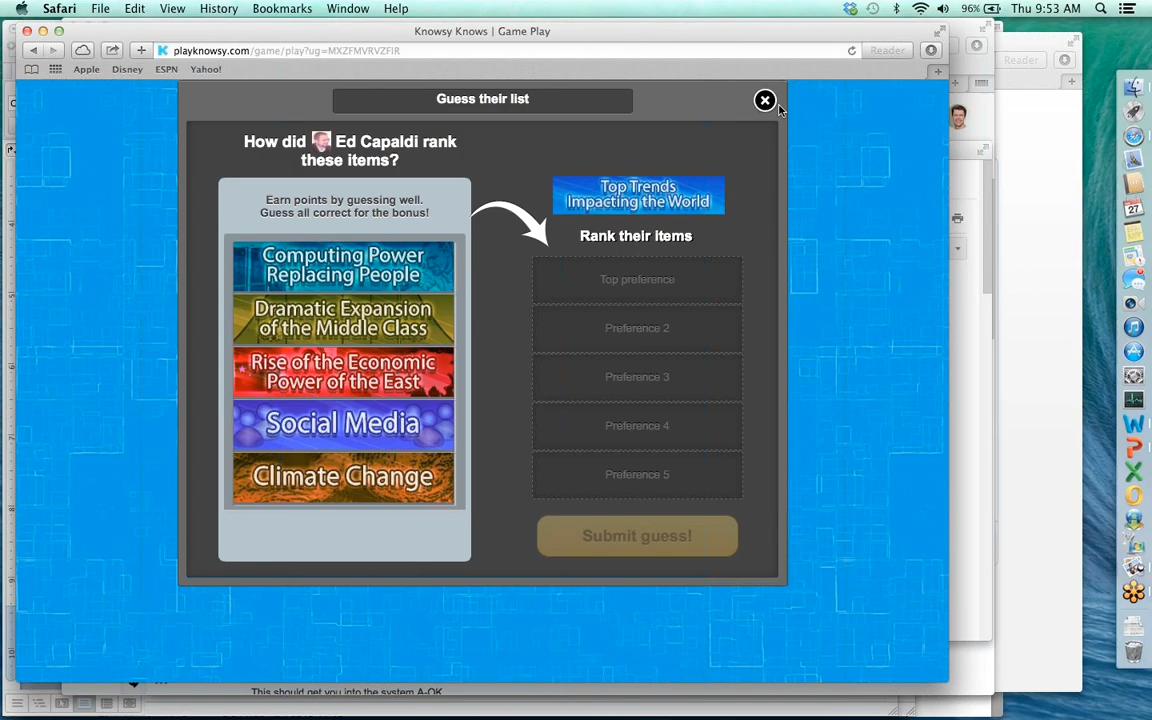 Safari File Edit View History Bookmarks Window Help
96% Thu 9:53 AM
Knowsy Knows | Game Play
playknowsy.com/game/play?ug=MXZFMVRVZFIR
Reader
Reader
Apple Disney ESPN Yahoo!
Guess their list
How did Ed Capaldi rank
these items?
Earn points by guessing well.
Guess all correct for the bonus!
Computing Power
Replacing People
Dramatic Expansion
of the Middle Class
Rise of the Economic
Power of the East
Social Media
Climate Change
Top Trends
Impacting the World
Rank their items
Top preference
Preference 2
Preference 3
Preference 4
Preference 5
Submit guess!
27
This should get you into the system A-OK